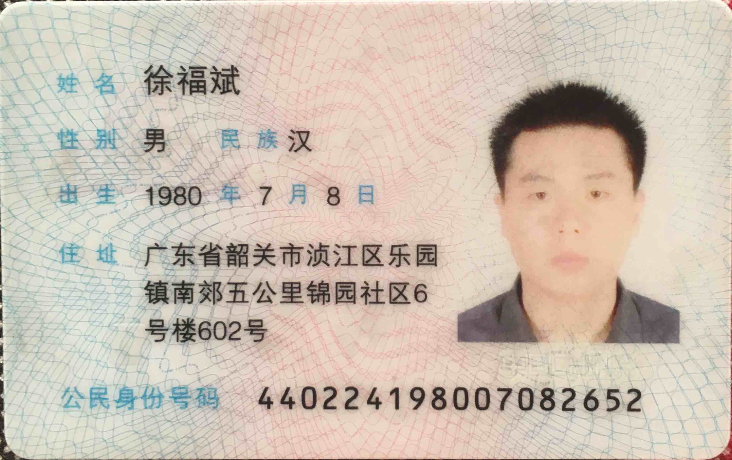 姓名 徐福斌
性别 男 民族 汉
出生 1980 年 7 月 8 日
住址 广东省韶关市浈江区乐园
镇南郊五公里锦园社区6
号楼602号
公民身份号码 440224198007082652